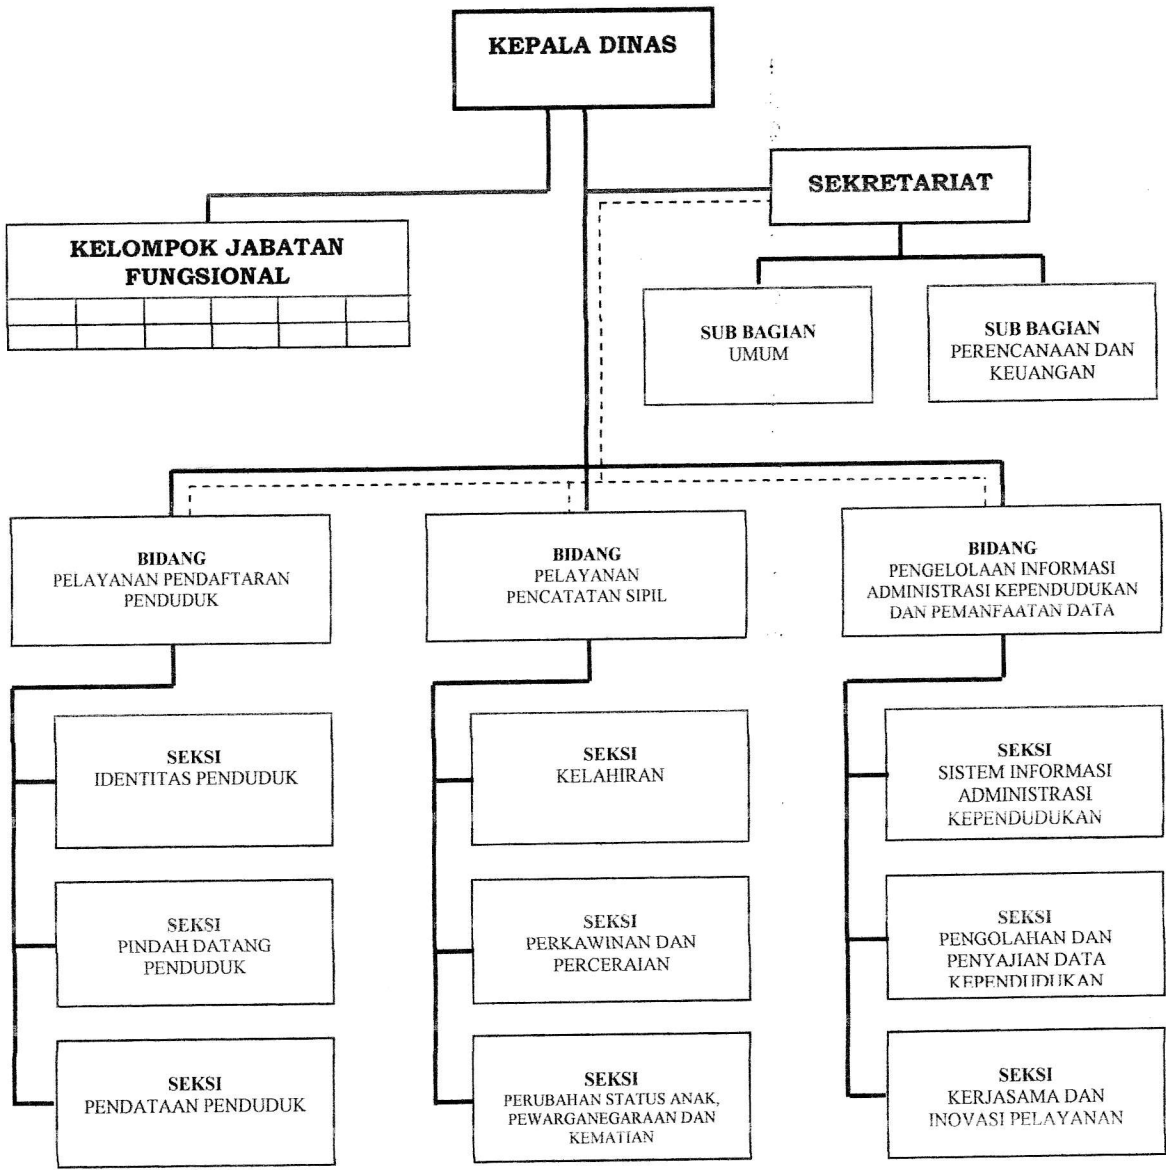 KEPALA DINAS
SEKRETARIAT
KELOMPOK JABATAN
FUNGSIONAL
SUB BAGIAN
UMUM
SUB BAGIAN
PERENCANAAN DAN
KEUANGAN
BIDANG
PELAYANAN PENDAFTARAN
PENDUDUK
BIDANG
PELAYANAN
PENCATATAN SIPIL
BIDANG
PENGELOLAAN INFORMASI
ADMINISTRASI KEPENDUDUKAN
DAN PEMANFAATAN DATA
SEKSI
IDENTITAS PENDUDUK
SEKSI
KELAHIRAN
SEKSI
SISTEM INFORMASI
ADMINISTRASI
KEPENDUDUKAN
SEKSI
PINDAH DATANG
PENDUDUK
SEKSI
PERKAWINAN DAN
PERCERAIAN
SEKSI
PENGOLAHAN DAN
PENYAJIAN DATA
KEPENDUDUKAN
SEKSI
PENDATAAN PENDUDUK
SEKSI
PERUBAHAN STATUS ANAK,
PEWARGANEGARAAN DAN
KEMATIAN
SEKSI
KERJASAMA DAN
INOVASI PELAYANAN